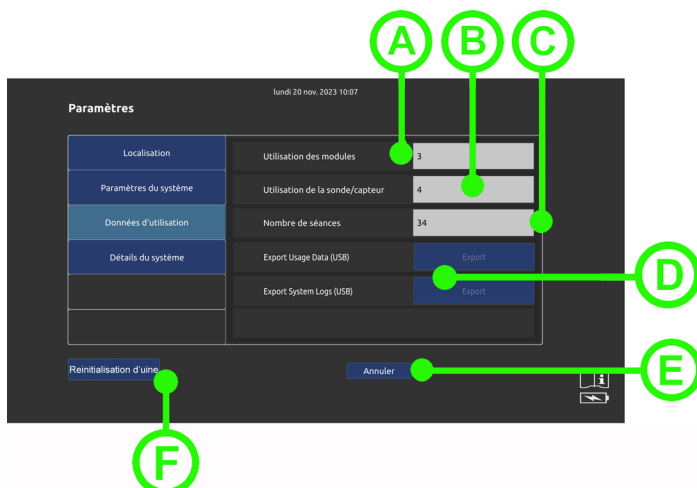 A B C
lundi 20 nov. 2023 10:07
Paramètres
Localisation
Utilisation des modules 3
Paramètres du système
Utilisation de la sonde/capteur 4
Données d'utilisation
Nombre de séances 34
Détails du système
Export Usage Data (USB) Export
D
Export System Logs (USB) Export
Reinitialisation d'uine
Annuler
E
F